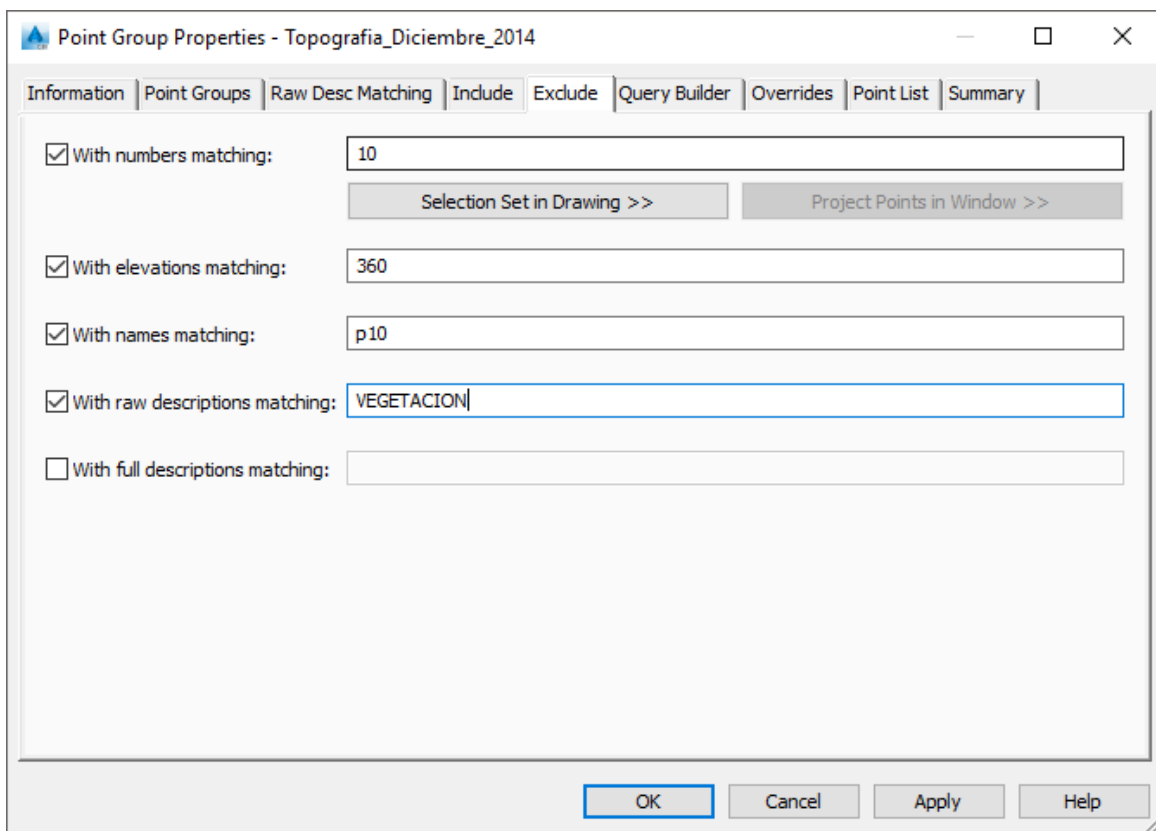 Point Group Properties - Topografia_Diciembre_2014
Information Point Groups Raw Desc Matching Include Exclude Query Builder Overrides Point List Summary
With numbers matching: 10
Selection Set in Drawing >> Project Points in Window >>
With elevations matching: 360
With names matching: p10
With raw descriptions matching: VEGETACION
With full descriptions matching:
OK Cancel Apply Help